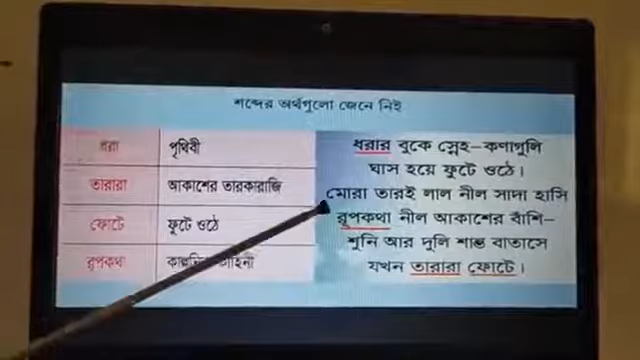 শব্দের অর্থগুলো জেনে নিই
ধরা পৃথিবী
তারারা আকাশের তারকারাজি
ফোটে ফুটে ওঠে
রূপকথা
ধরার বুকে স্নেহ-কণাগুলি
ঘাস হয়ে ফুটে ওঠে।
মোরা তারই লাল নীল সাদা হাসি
রূপকথা নীল আকাশের বাঁশি-
শুনি আর দুলি শান্ত বাতাসে
যখন তারারা ফোটে।